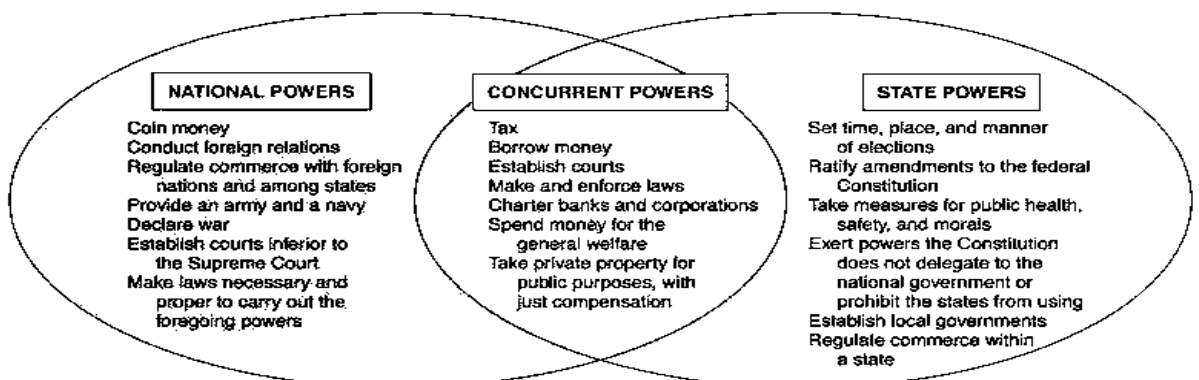 NATIONAL POWERS
Coin money
Conduct foreign relations
Regulate commerce with foreign
nations and among states
Provide an army and a navy
Declare war
Establish courts inferior to
the Supreme Court
Make laws necessary and
proper to carry out the
foregoing powers
CONCURRENT POWERS
Tax
Borrow money
Establish courts
Make and enforce laws
Charter banks and corporations
Spend money for the
general welfare
Take private property for
public purposes, with
just compensation
STATE POWERS
Set time, place, and manner
of elections
Ratify amendments to the federal
Constitution
Take measures for public health,
safety, and morals
Exert powers the Constitution
does not delegate to the
national government or
prohibit the states from using
Establish local governments
Regulate commerce within
a state